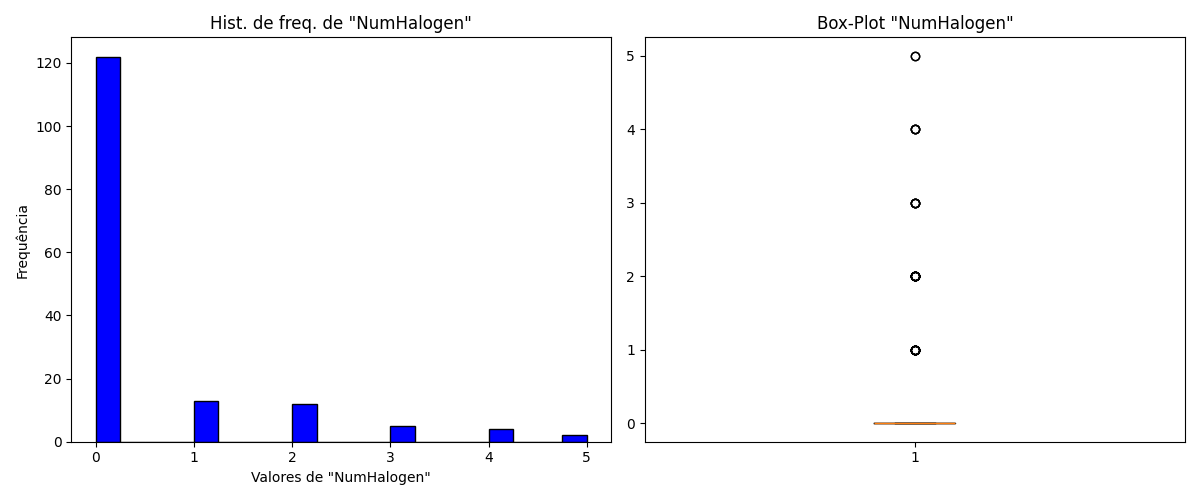 Hist. de freq. de "NumHalogen"
Frequência
120
100
80
60
40
20
0
0 1 2 3 4 5
Valores de "NumHalogen"
Box-Plot "NumHalogen"
5
4
3
2
1
0
1